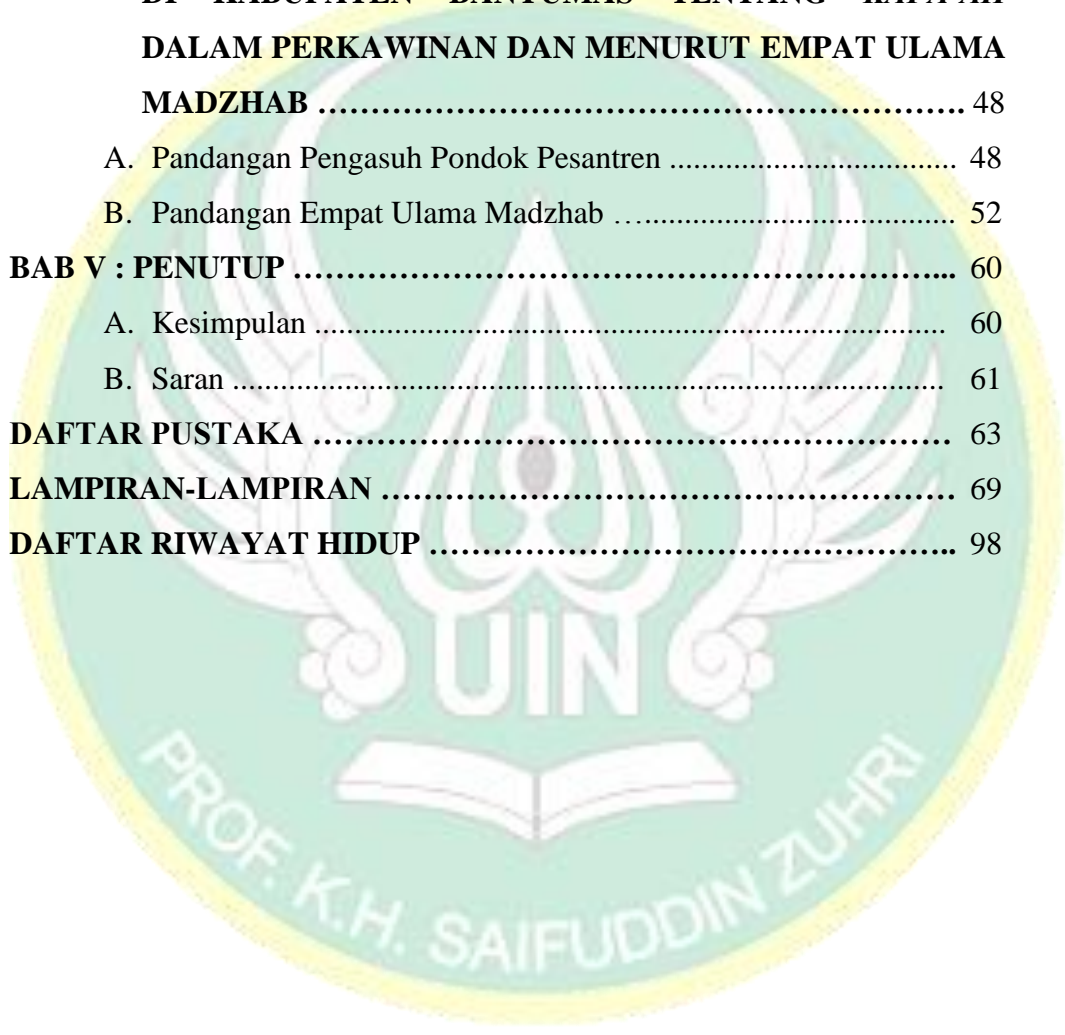 DALAM PERKAWINAN DAN MENURUT EMPAT ULAMA
MADZHAB …………………………………………………. 48
A. Pandangan Pengasuh Pondok Pesantren .................................. 48
B. Pandangan Empat Ulama Madzhab …..................................... 52
BAB V : PENUTUP ………………………………………………... 60
A. Kesimpulan ........................................................................... 60
B. Saran ..................................................................................... 61
DAFTAR PUSTAKA ……………………………………………… 63
LAMPIRAN-LAMPIRAN ………………………………………… 69
DAFTAR RIWAYAT HIDUP …………………………………….. 98
UIN
PROF. K.H. SAIFUDDIN ZUHRI